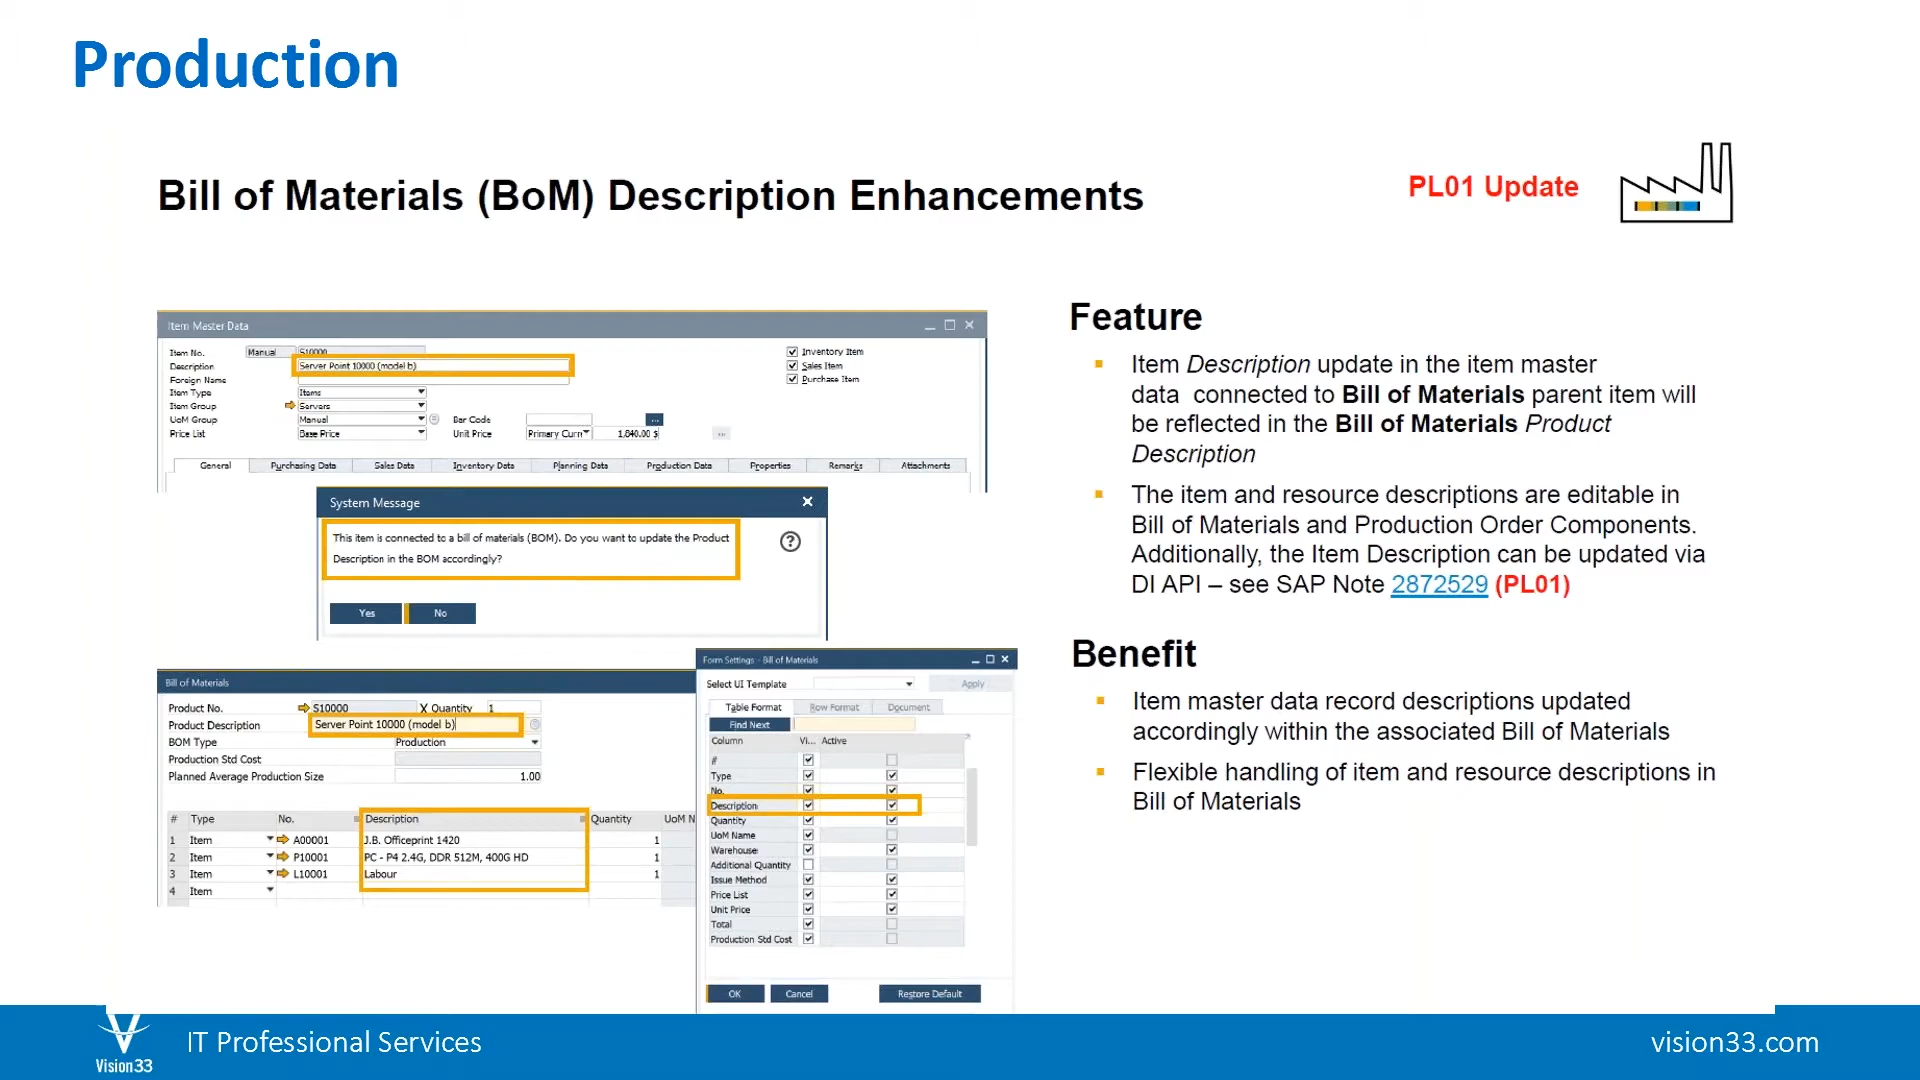 Production
Bill of Materials (BoM) Description Enhancements
PL01 Update
Item Master Data
Item No. Manual S10000
Description Server Point 10000 (model b)
Foreign Name
Item Type Items
Item Group Servers
UoM Group Manual Bar Code ...
Price List Base Price Unit Price Primary Curr 1,840.00 $ ...
Inventory Item
Sales Item
Purchase Item
General Purchasing Data Sales Data Inventory Data Planning Data Production Data Properties Remarks Attachments
System Message
This item is connected to a bill of materials (BOM). Do you want to update the Product
Description in the BOM accordingly?
?
Yes No
Bill of Materials
Product No. S10000 X Quantity 1
Product Description Server Point 10000 (model b)
BOM Type Production
Production Std Cost
Planned Average Production Size 1.00
# Type No. Description Quantity UoM N
1 Item A00001 J.B. Officeprint 1420 1
2 Item P10001 PC - P4 2.4G, DDR 512M, 400G HD 1
3 Item L10001 Labour 1
4 Item
Form Settings - Bill of Materials
Select UI Template Apply
Table Format Row Format Document
Find Next
Column Vi... Active
#
Type
No.
Description
Quantity
UoM Name
Warehouse
Additional Quantity
Issue Method
Price List
Unit Price
Total
Production Std Cost
OK Cancel Restore Default
Feature
Item Description update in the item master
data connected to Bill of Materials parent item will
be reflected in the Bill of Materials Product
Description
The item and resource descriptions are editable in
Bill of Materials and Production Order Components.
Additionally, the Item Description can be updated via
DI API – see SAP Note 2872529 (PL01)
Benefit
Item master data record descriptions updated
accordingly within the associated Bill of Materials
Flexible handling of item and resource descriptions in
Bill of Materials
Vision33
IT Professional Services
vision33.com